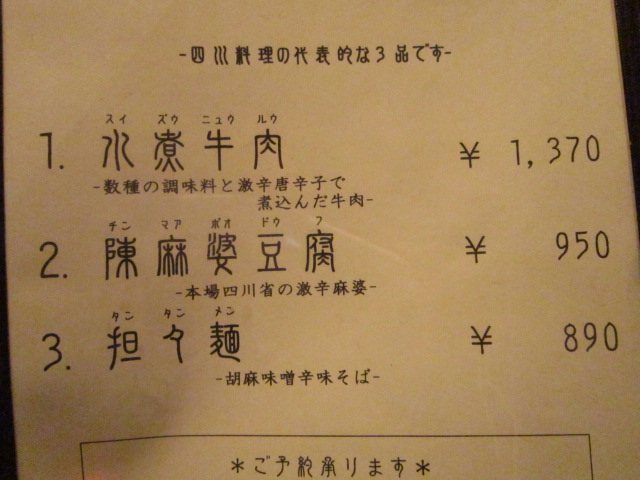 -四川料理の代表的な3品です-
スイ ズウ ニュウ ルウ
1. 水煮牛肉 ¥ 1,370
-数種の調味料と激辛唐辛子で
煮込んだ牛肉-
チン マア ポオ ドウ フ
2. 陳麻婆豆腐 ¥ 950
-本場四川省の激辛麻婆-
タン タン メン
3. 担々麺 ¥ 890
-胡麻味噌辛味そば-
*ご予約承ります*